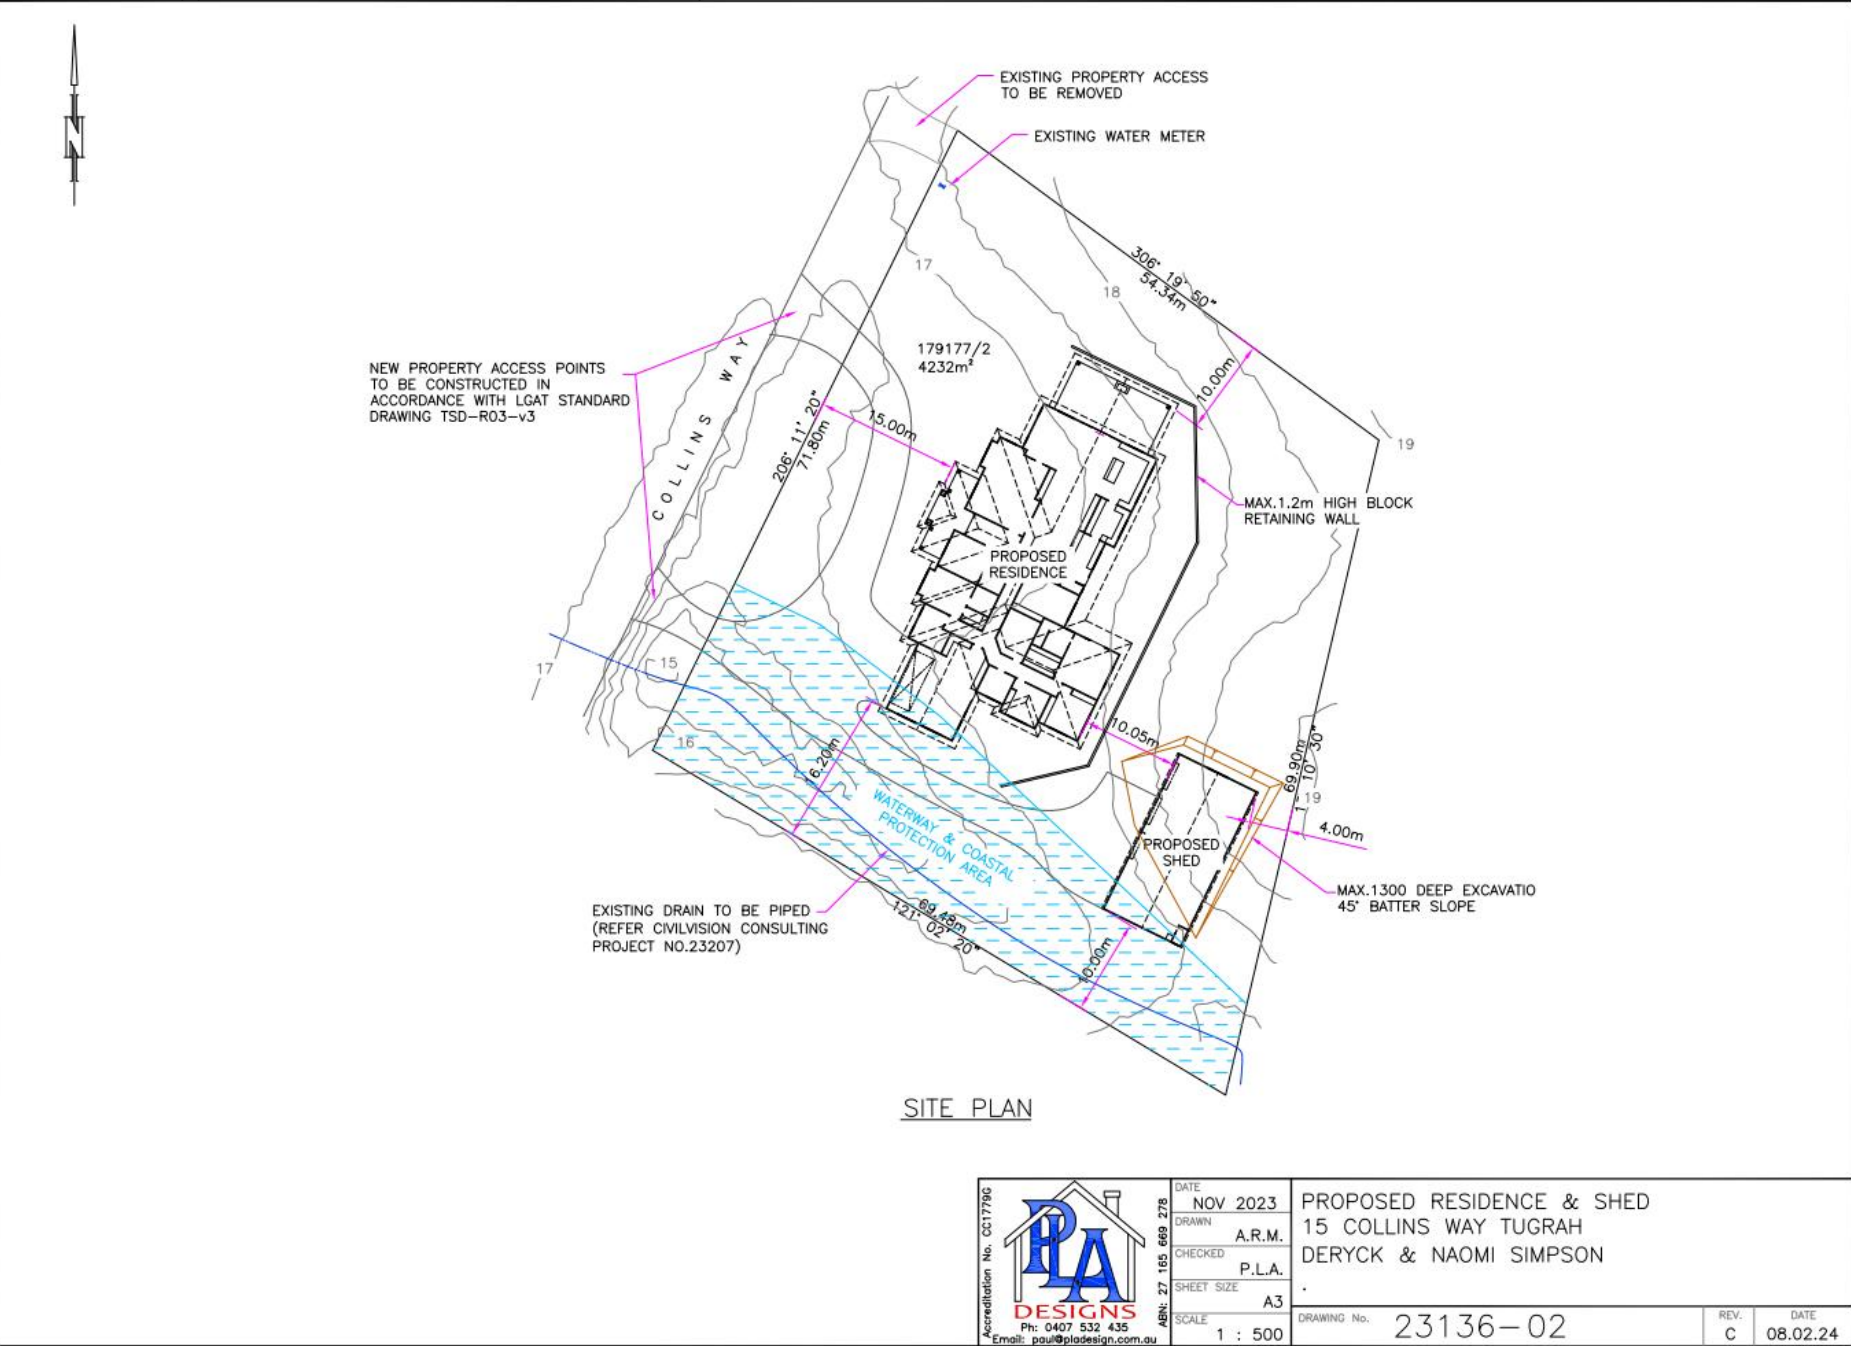 N
EXISTING PROPERTY ACCESS
TO BE REMOVED
EXISTING WATER METER
306° 19' 50"
54.34m
17
18
179177/2
4232m²
10.00m
NEW PROPERTY ACCESS POINTS
TO BE CONSTRUCTED IN
ACCORDANCE WITH LGAT STANDARD
DRAWING TSD-R03-v3
COLLINS WAY
206° 11' 20"
71.80m
15.00m
19
MAX.1.2m HIGH BLOCK
RETAINING WALL
PROPOSED
RESIDENCE
17
15
16
16.20m
10.05m
69.90m
1° 10' 30"
19
4.00m
WATERWAY & COASTAL
PROTECTION AREA
PROPOSED
SHED
MAX.1300 DEEP EXCAVATIO
45° BATTER SLOPE
EXISTING DRAIN TO BE PIPED
(REFER CIVILVISION CONSULTING
PROJECT NO.23207)
69.48m
121° 02' 20"
10.00m
SITE PLAN
Accreditation No. CC1779G
PLA
DESIGNS
Ph: 0407 532 435
Email: paul@pladesign.com.au
ABN: 27 165 669 278
DATE
NOV 2023
DRAWN
A.R.M.
CHECKED
P.L.A.
SHEET SIZE
A3
SCALE
1 : 500
PROPOSED RESIDENCE & SHED
15 COLLINS WAY TUGRAH
DERYCK & NAOMI SIMPSON
.
DRAWING No. 23136-02
REV.
C
DATE
08.02.24